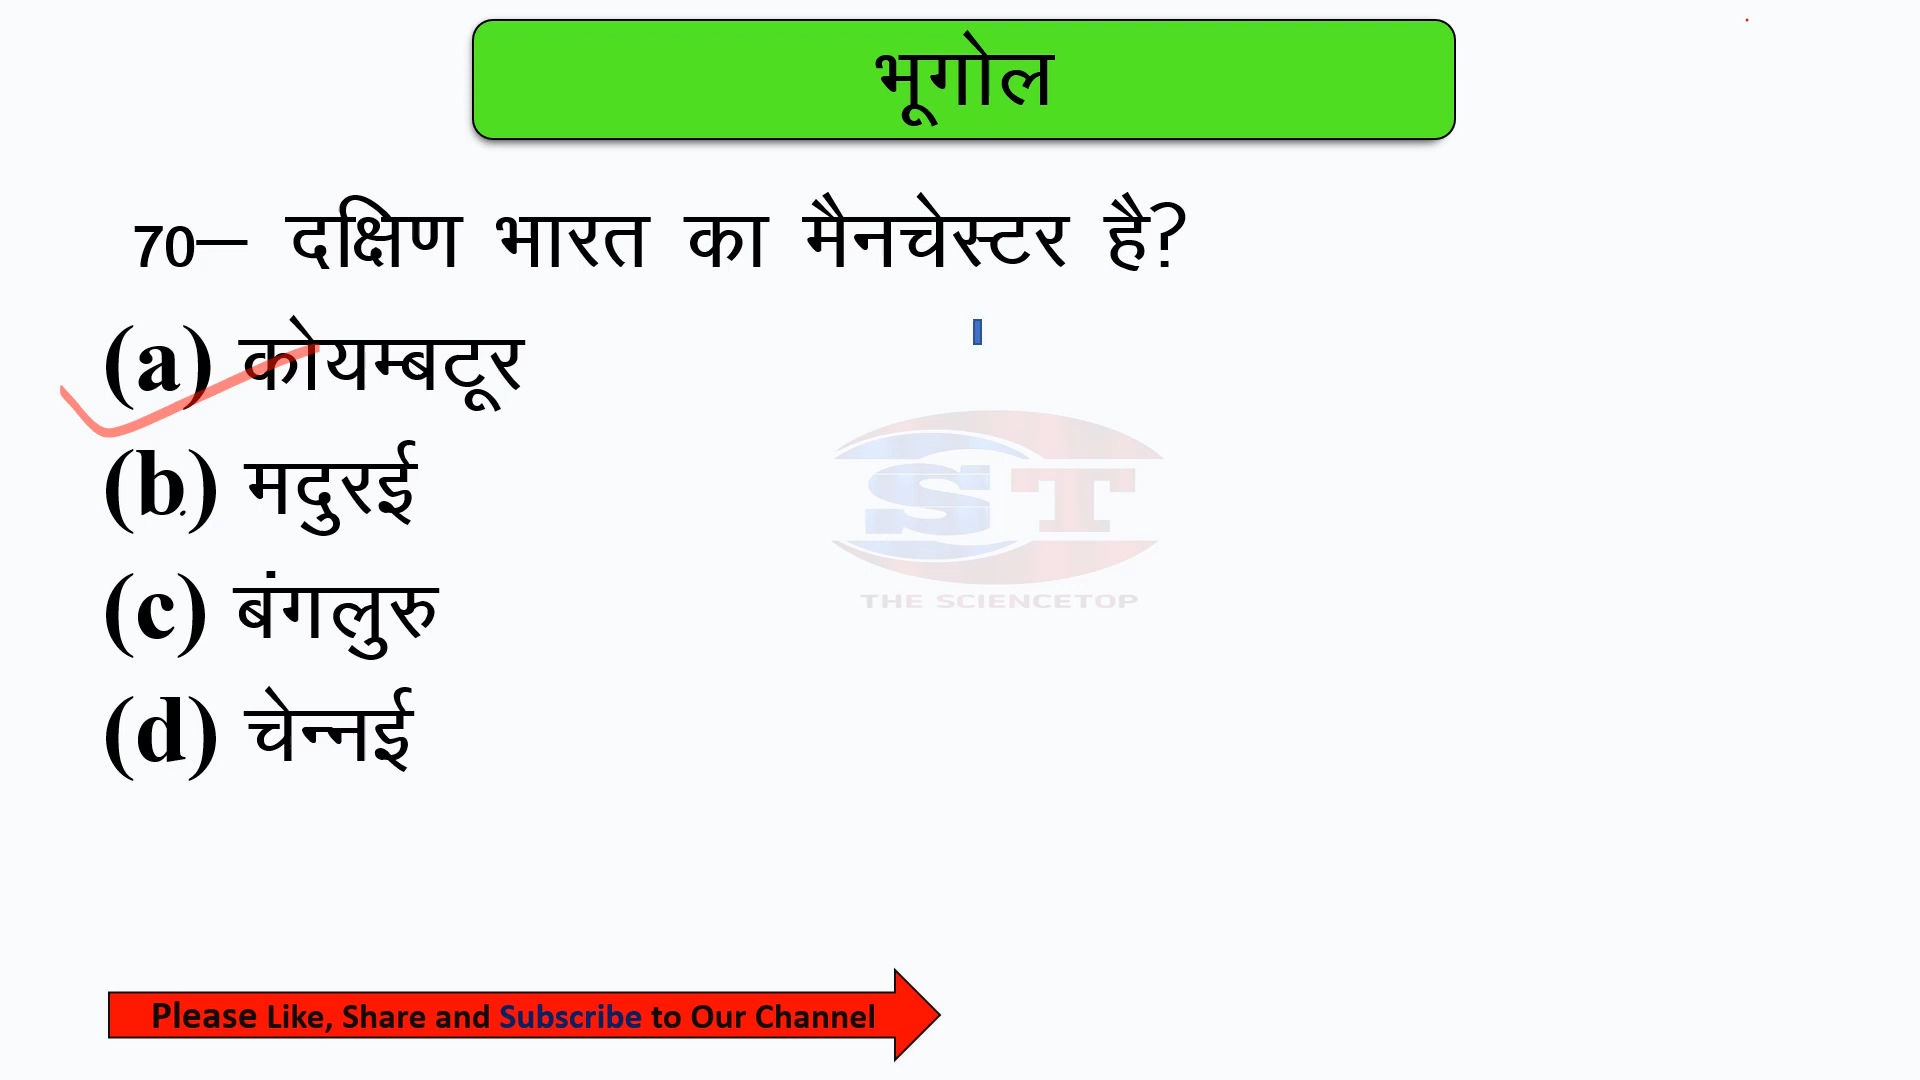 भूगोल
70– दक्षिण भारत का मैनचेस्टर है?
(a) कोयम्बटूर
(b) मदुरई
(c) बंगलुरु
(d) चेन्नई
ST
THE SCIENCETOP
Please Like, Share and Subscribe to Our Channel